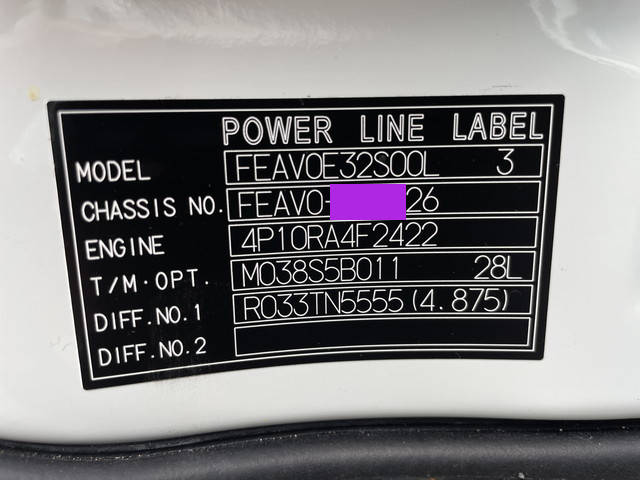 POWER LINE LABEL
MODEL FEAV0E32S00L 3
CHASSIS NO. FEAV0- 26
ENGINE 4P10RA4F2422
T/M·OPT. M038S5B011 28L
DIFF.NO.1 R033TN5555(4.875)
DIFF.NO.2